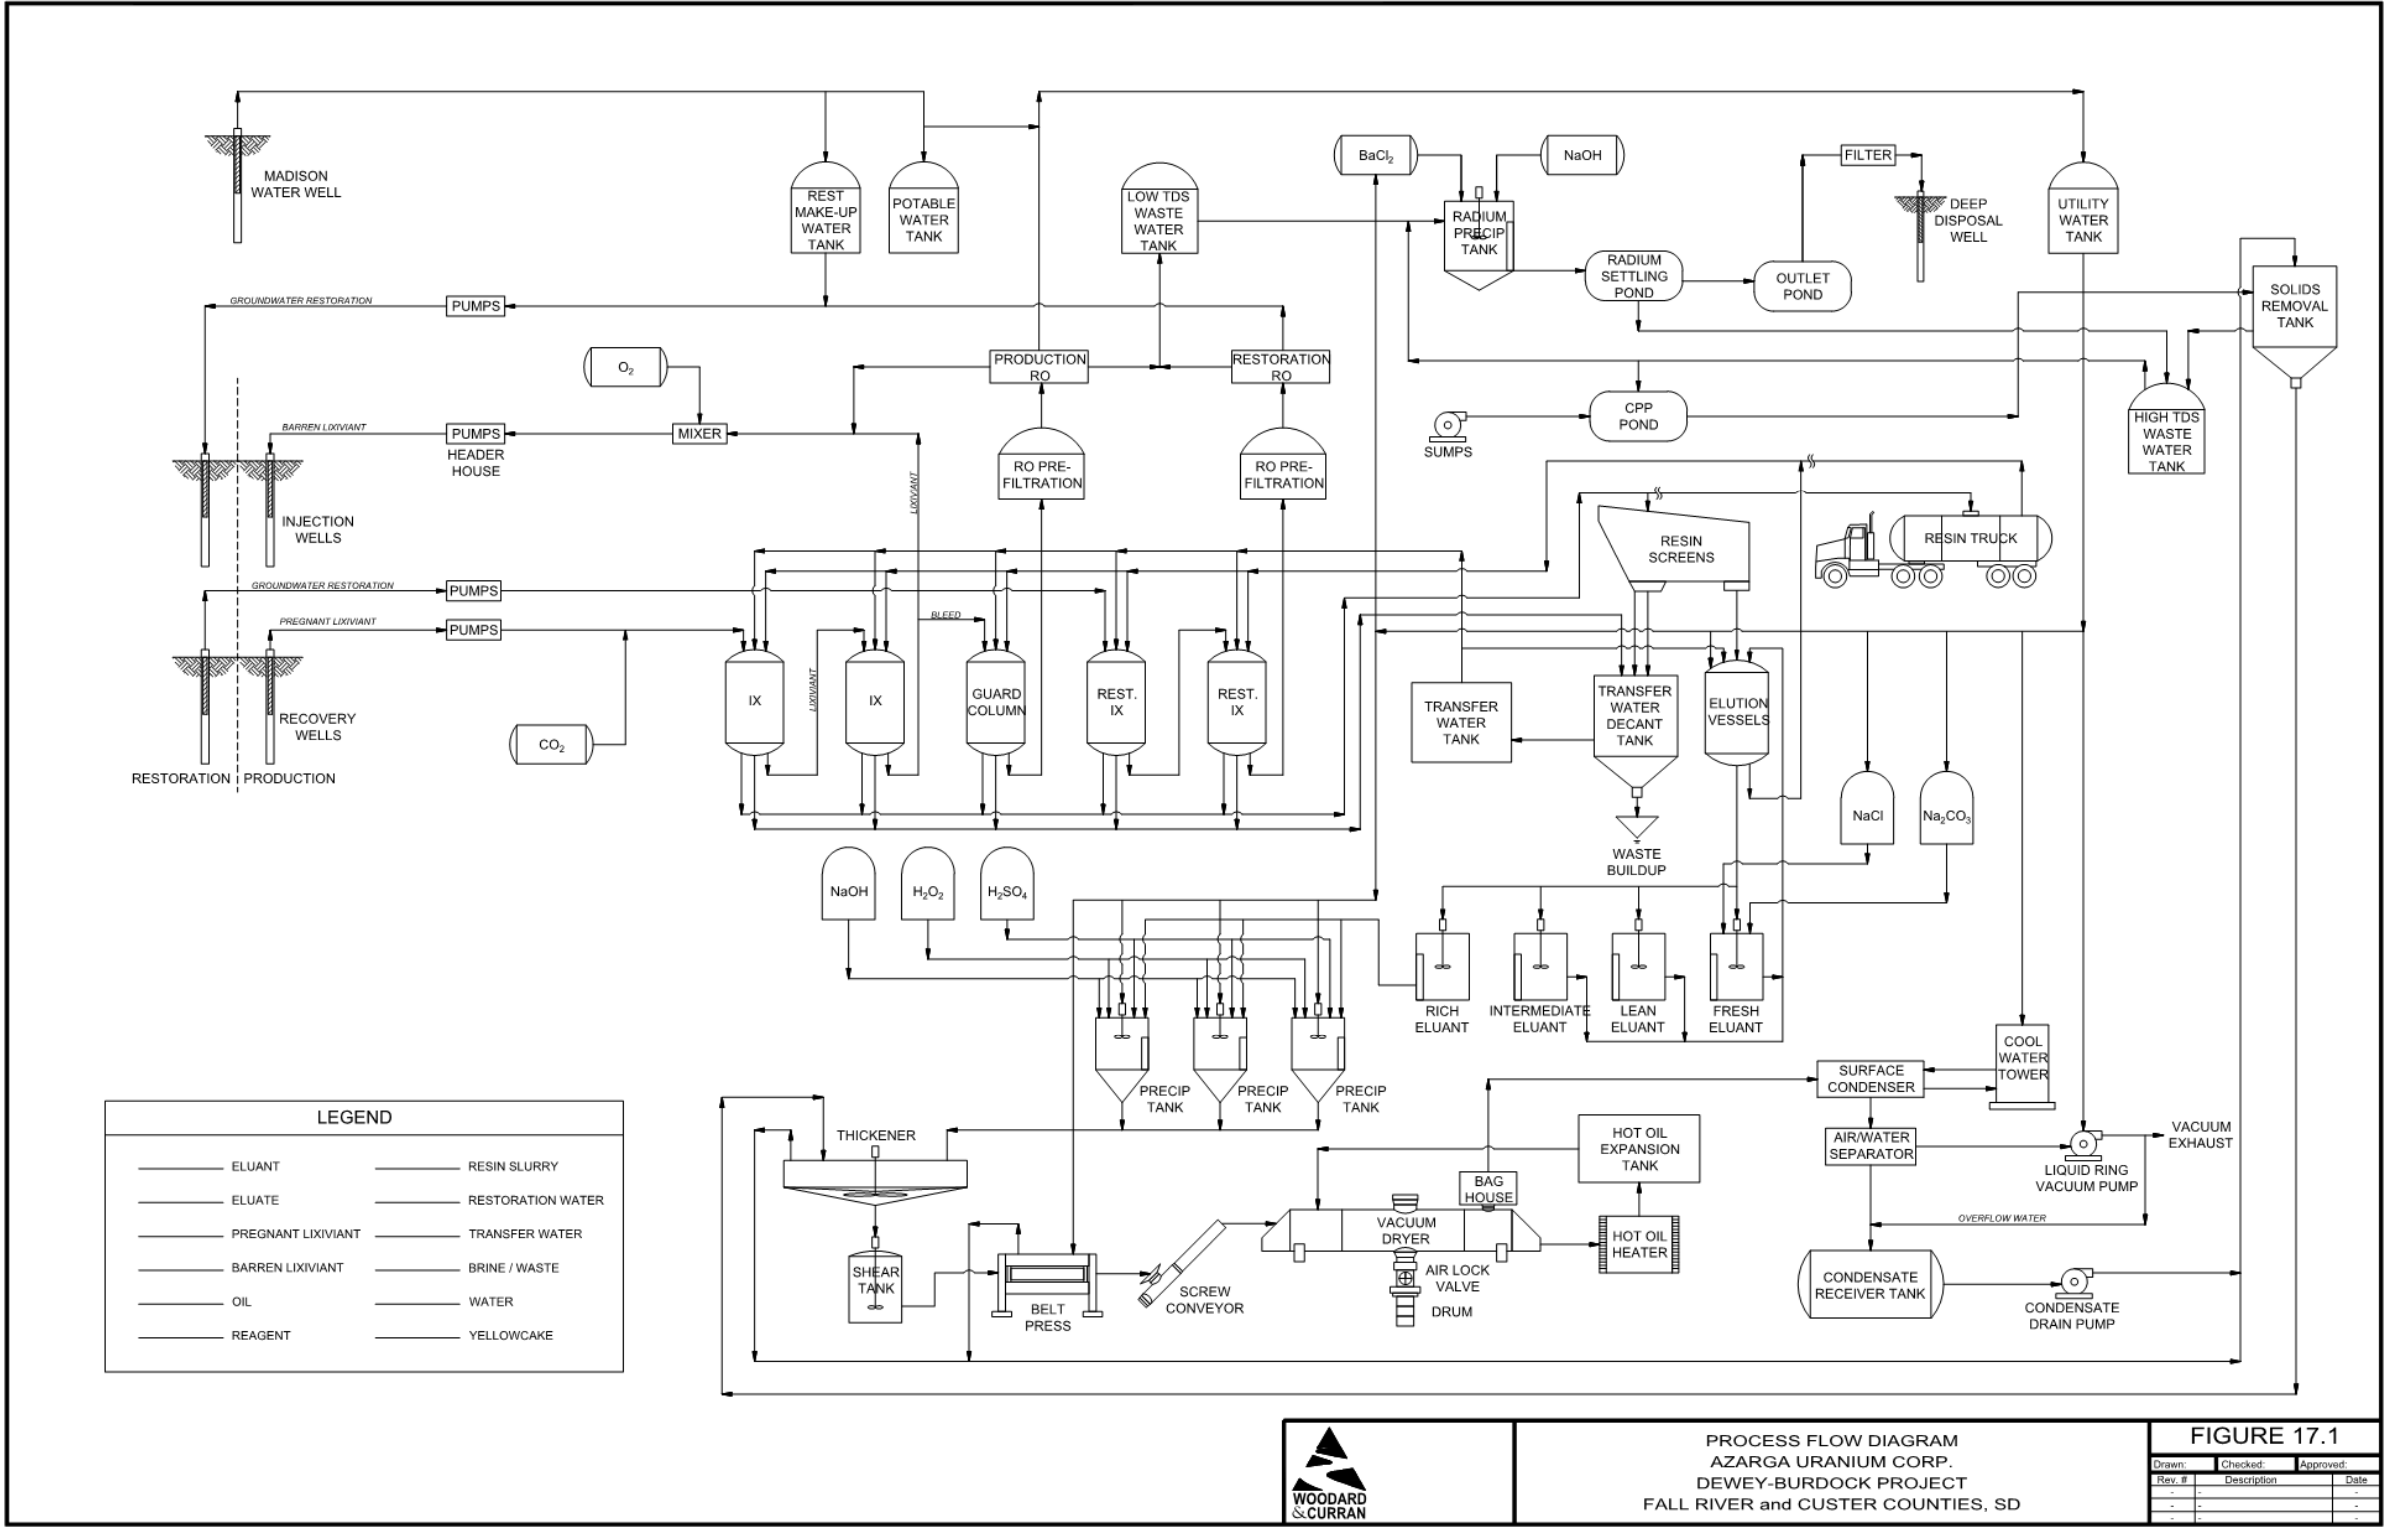 MADISON
WATER WELL
REST
MAKE-UP
WATER
TANK
POTABLE
WATER
TANK
LOW TDS
WASTE
WATER
TANK
BaCl₂
NaOH
RADIUM
PRECIP
TANK
FILTER
DEEP
DISPOSAL
WELL
UTILITY
WATER
TANK
RADIUM
SETTLING
POND
OUTLET
POND
SOLIDS
REMOVAL
TANK
GROUNDWATER RESTORATION
PUMPS
O₂
PRODUCTION
RO
RESTORATION
RO
CPP
POND
SUMPS
HIGH TDS
WASTE
WATER
TANK
BARREN LIXIVIANT
PUMPS
HEADER
HOUSE
MIXER
RO PRE-
FILTRATION
RO PRE-
FILTRATION
LIXIVIANT
INJECTION
WELLS
RESIN
SCREENS
RESIN TRUCK
GROUNDWATER RESTORATION
PUMPS
PREGNANT LIXIVIANT
PUMPS
BLEED
RECOVERY
WELLS
RESTORATION
PRODUCTION
CO₂
IX
LIXIVIANT
IX
GUARD
COLUMN
REST.
IX
REST.
IX
TRANSFER
WATER
TANK
TRANSFER
WATER
DECANT
TANK
ELUTION
VESSELS
WASTE
BUILDUP
NaCl
Na₂CO₃
NaOH
H₂O₂
H₂SO₄
RICH
ELUANT
INTERMEDIATE
ELUANT
LEAN
ELUANT
FRESH
ELUANT
PRECIP
TANK
PRECIP
TANK
PRECIP
TANK
COOL
WATER
TOWER
SURFACE
CONDENSER
AIR/WATER
SEPARATOR
VACUUM
EXHAUST
LIQUID RING
VACUUM PUMP
OVERFLOW WATER
CONDENSATE
RECEIVER TANK
CONDENSATE
DRAIN PUMP
THICKENER
SHEAR
TANK
BELT
PRESS
SCREW
CONVEYOR
HOT OIL
EXPANSION
TANK
BAG
HOUSE
VACUUM
DRYER
HOT OIL
HEATER
AIR LOCK
VALVE
DRUM
LEGEND
ELUANT
RESIN SLURRY
ELUATE
RESTORATION WATER
PREGNANT LIXIVIANT
TRANSFER WATER
BARREN LIXIVIANT
BRINE / WASTE
OIL
WATER
REAGENT
YELLOWCAKE
WOODARD
&CURRAN
PROCESS FLOW DIAGRAM
AZARGA URANIUM CORP.
DEWEY-BURDOCK PROJECT
FALL RIVER and CUSTER COUNTIES, SD
FIGURE 17.1
Drawn: Checked: Approved:
Rev. # Description Date
- - -
- - -
- - -